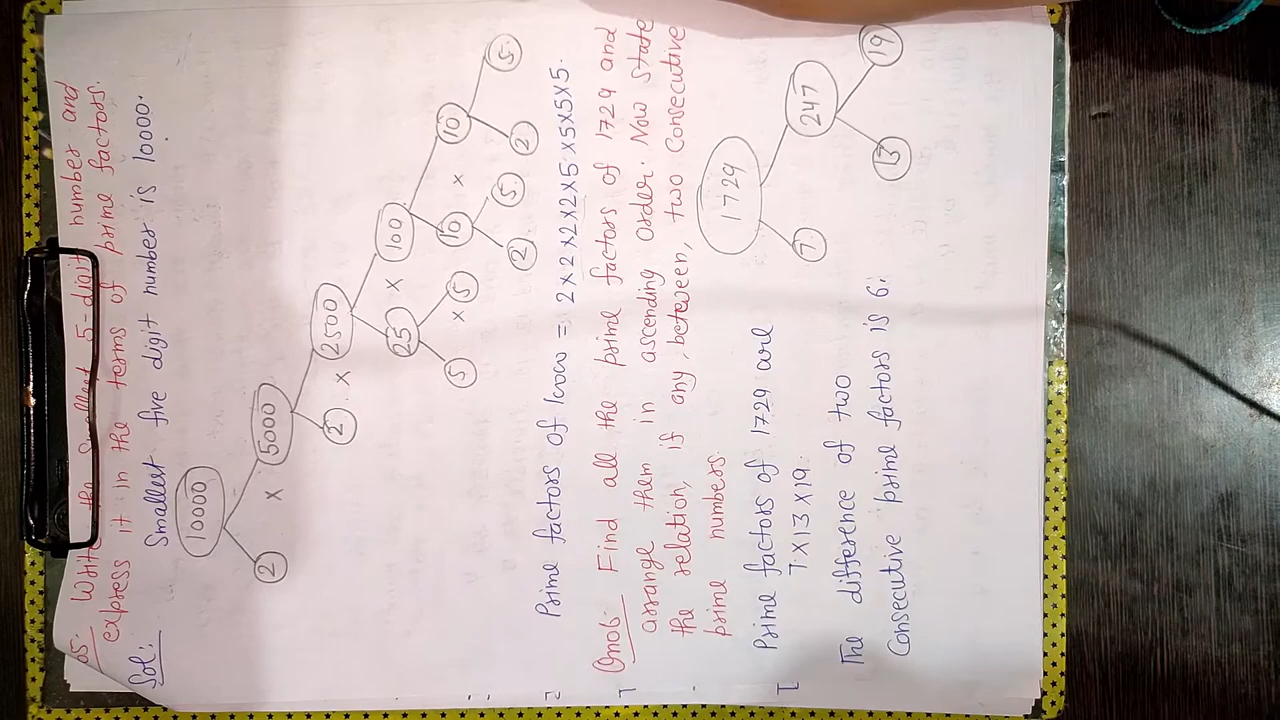 05. Write the Smallest 5-digit number and
express it in the terms of prime factors.
Sol: Smallest five digit number is 10000.
10000
2 × 5000
2 × 2500
25 × 100
5 × 5 10 × 10
2 5 2 5
Prime factors of 10000 = 2×2×2×2×5×5×5×5.
Qno6. Find all the prime factors of 1729 and
arrange them in ascending order. Now state
the relation, if any, between, two Consecutive
prime numbers.
1729
7 247
13 19
Prime factors of 1729 are
7×13×19.
The difference of two
Consecutive prime factors is 6.